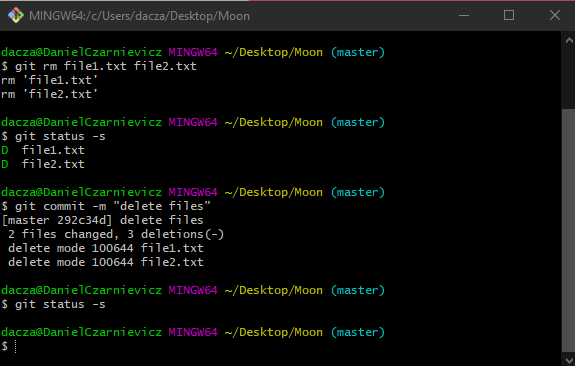 MINGW64:/c/Users/dacza/Desktop/Moon
dacza@DanielCzarnievicz MINGW64 ~/Desktop/Moon (master)
$ git rm file1.txt file2.txt
rm 'file1.txt'
rm 'file2.txt'
dacza@DanielCzarnievicz MINGW64 ~/Desktop/Moon (master)
$ git status -s
D  file1.txt
D  file2.txt
dacza@DanielCzarnievicz MINGW64 ~/Desktop/Moon (master)
$ git commit -m "delete files"
[master 292c34d] delete files
 2 files changed, 3 deletions(-)
 delete mode 100644 file1.txt
 delete mode 100644 file2.txt
dacza@DanielCzarnievicz MINGW64 ~/Desktop/Moon (master)
$ git status -s
dacza@DanielCzarnievicz MINGW64 ~/Desktop/Moon (master)
$